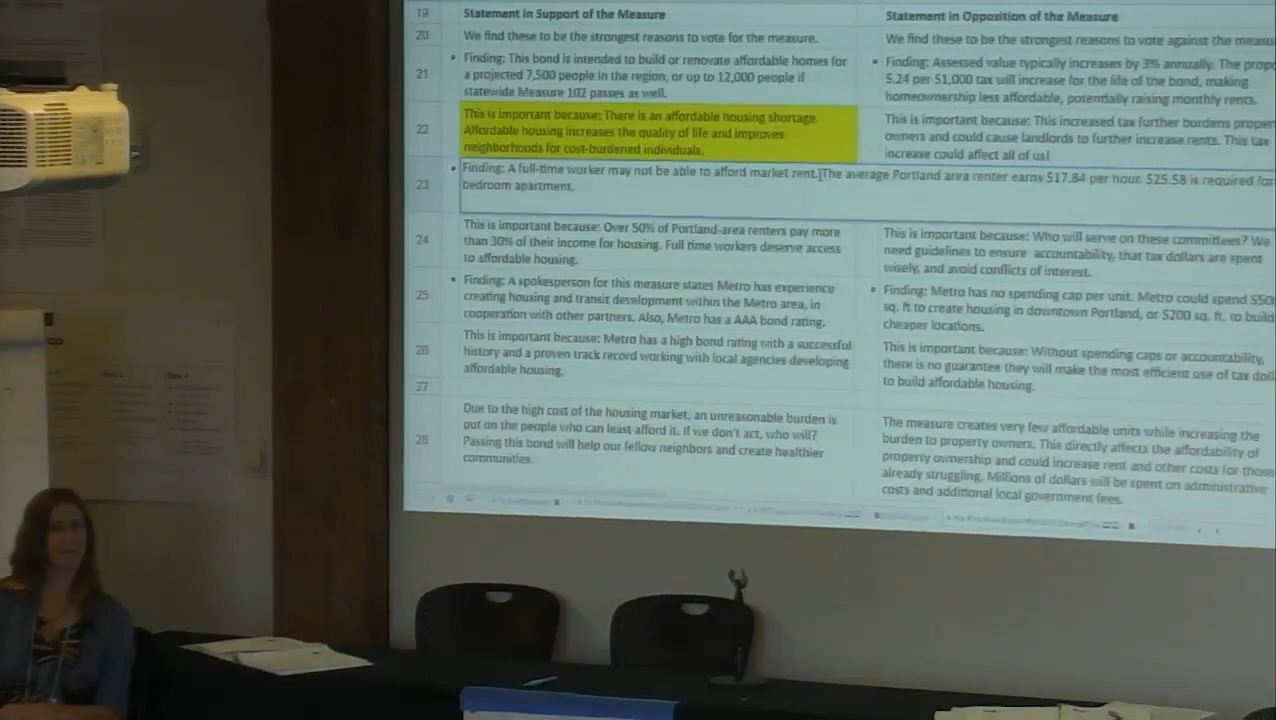 19 Statement in Support of the Measure Statement in Opposition of the Measure
20 We find these to be the strongest reasons to vote for the measure. We find these to be the strongest reasons to vote against the measu
21 • Finding: This bond is intended to build or renovate affordable homes for
a projected 7,500 people in the region, or up to 12,000 people if
statewide Measure 102 passes as well.
• Finding: Assessed value typically increases by 3% annually. The propo
$.24 per $1,000 tax will increase for the life of the bond, making
homeownership less affordable, potentially raising monthly rents.
22 This is important because: There is an affordable housing shortage.
Affordable housing increases the quality of life and improves
neighborhoods for cost-burdened individuals.
This is important because: This increased tax further burdens proper
owners and could cause landlords to further increase rents. This tax
increase could affect all of us!
23 • Finding: A full-time worker may not be able to afford market rent. The average Portland area renter earns $17.84 per hour. $25.58 is required for
bedroom apartment.
24 This is important because: Over 50% of Portland-area renters pay more
than 30% of their income for housing. Full time workers deserve access
to affordable housing.
This is important because: Who will serve on these committees? We
need guidelines to ensure accountability, that tax dollars are spent
wisely, and avoid conflicts of interest.
25 • Finding: A spokesperson for this measure states Metro has experience
creating housing and transit development within the Metro area, in
cooperation with other partners. Also, Metro has a AAA bond rating.
• Finding: Metro has no spending cap per unit. Metro could spend $50
sq. ft to create housing in downtown Portland, or $200 sq. ft. to build
cheaper locations.
26 This is important because: Metro has a high bond rating with a successful
history and a proven track record working with local agencies developing
affordable housing.
This is important because: Without spending caps or accountability,
there is no guarantee they will make the most efficient use of tax doll
to build affordable housing.
27
28 Due to the high cost of the housing market, an unreasonable burden is
put on the people who can least afford it. If we don't act, who will?
Passing this bond will help our fellow neighbors and create healthier
communities.
The measure creates very few affordable units while increasing the
burden to property owners. This directly affects the affordability of
property ownership and could increase rent and other costs for those
already struggling. Millions of dollars will be spent on administrative
costs and additional local government fees.